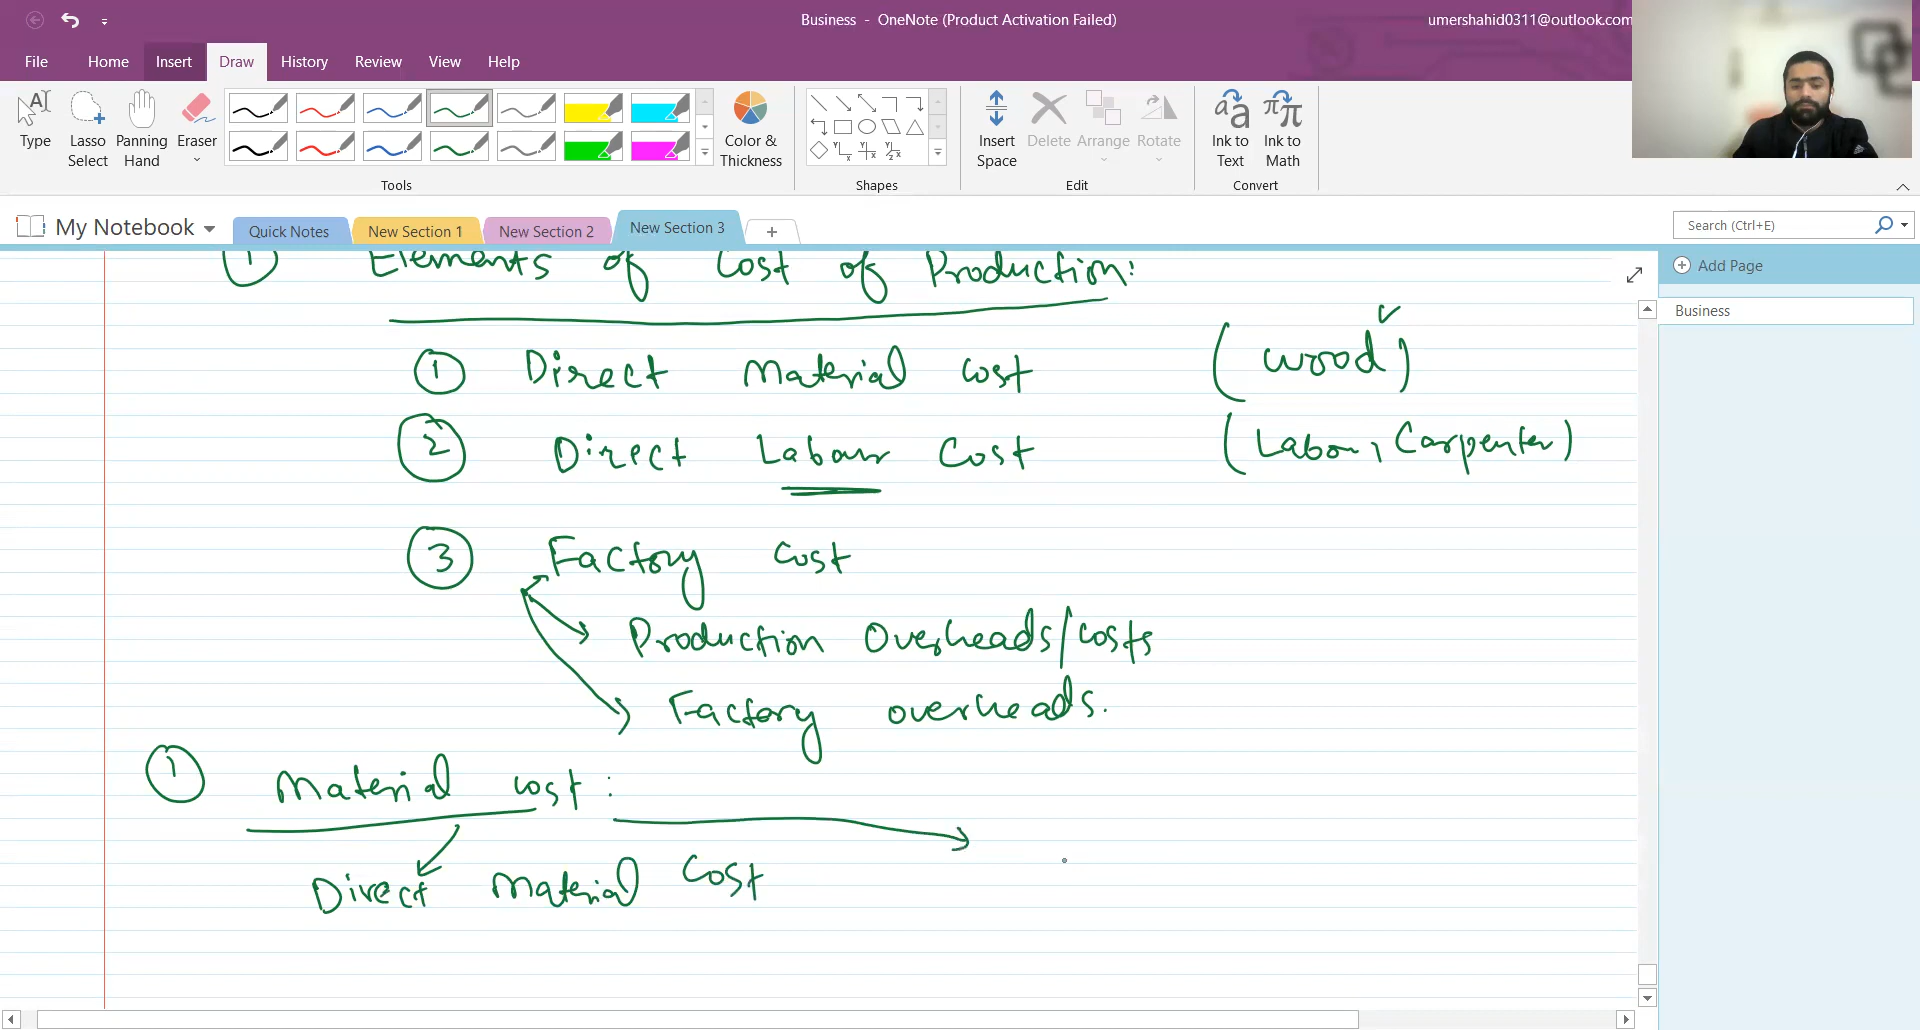 Business - OneNote (Product Activation Failed)
umershahid0311@outlook.com
File Home Insert Draw History Review View Help
Type
Lasso Select
Panning Hand
Eraser
Color & Thickness
Insert Space
Delete
Arrange
Rotate
Ink to Text
Ink to Math
Tools
Shapes
Edit
Convert
My Notebook
Quick Notes
New Section 1
New Section 2
New Section 3
Search (Ctrl+E)
Add Page
Business
① Elements of Cost of Production:
① Direct Material Cost (wood)
② Direct Labour Cost (Labour, Carpenter)
③ Factory Cost
Production Overheads/Costs
Factory overheads.
① Material cost:
Direct Material Cost